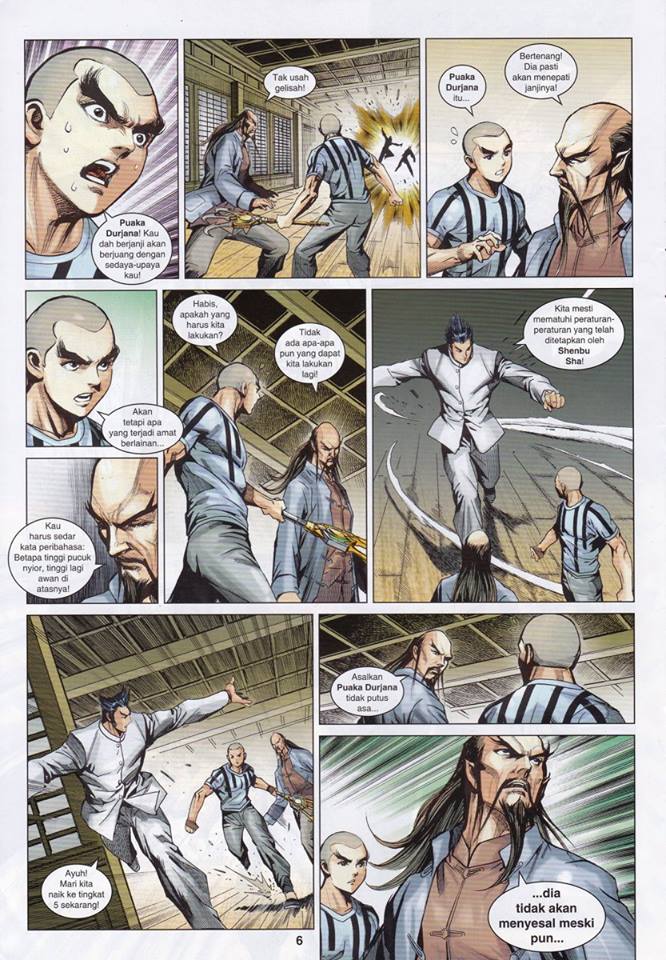 Puaka
Durjana! Kau
dah berjanji akan
berjuang dengan
sedaya-upaya
kau!
Tak usah
gelisah!
Puaka
Durjana
itu...
Bertenang!
Dia pasti
akan menepati
janjinya!
Akan
tetapi apa
yang terjadi amat
berlainan...
Kau
harus sedar
kata peribahasa:
Betapa tinggi pucuk
nyior, tinggi lagi
awan di
atasnya!
Habis,
apakah yang
harus kita
lakukan?
Tidak
ada apa-apa
pun yang dapat
kita lakukan
lagi!
Kita mesti
mematuhi peraturan-
peraturan yang telah
ditetapkan oleh
Shenbu
Sha!
Ayuh!
Mari kita
naik ke tingkat
5 sekarang!
Asalkan
Puaka Durjana
tidak putus
asa...
...dia
tidak akan
menyesal meski
pun...
6